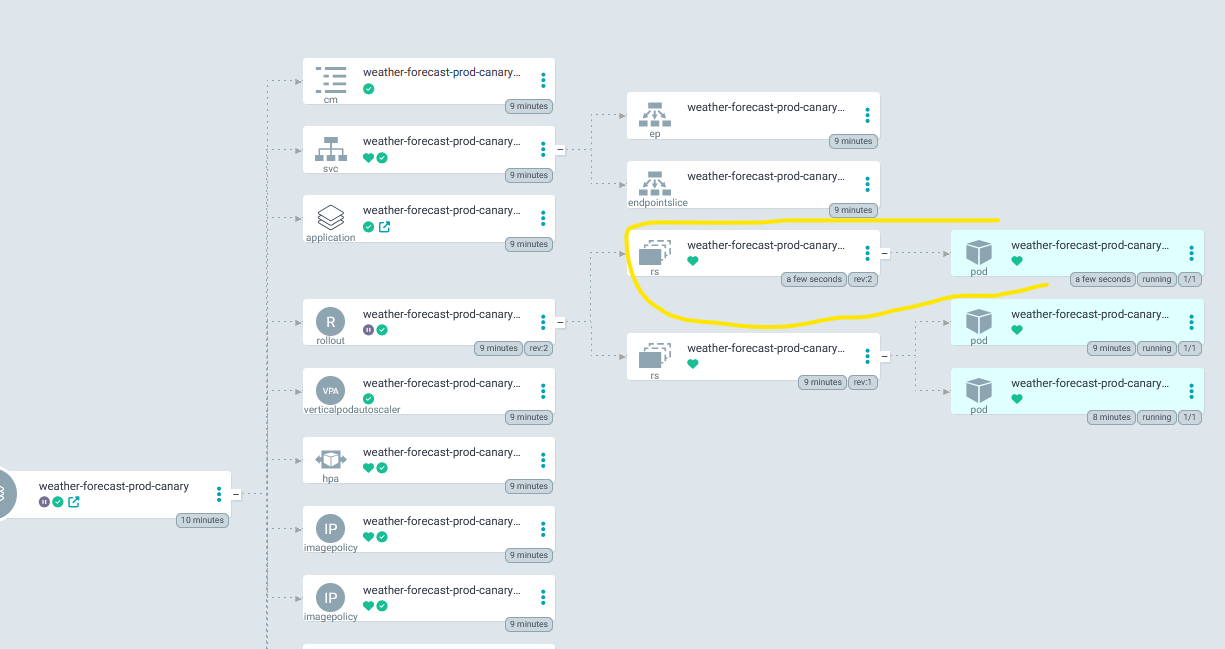 weather-forecast-prod-canary...
cm
9 minutes
weather-forecast-prod-canary...
ep
9 minutes
weather-forecast-prod-canary...
svc
9 minutes
weather-forecast-prod-canary...
endpointslice
9 minutes
weather-forecast-prod-canary...
application
9 minutes
weather-forecast-prod-canary...
rs
a few seconds rev:2
weather-forecast-prod-canary...
pod
a few seconds running 1/1
R
weather-forecast-prod-canary...
rollout
9 minutes rev:2
weather-forecast-prod-canary...
pod
9 minutes running 1/1
weather-forecast-prod-canary...
rs
9 minutes rev:1
VPA
weather-forecast-prod-canary...
verticalpodautoscaler
9 minutes
weather-forecast-prod-canary...
pod
8 minutes running 1/1
weather-forecast-prod-canary...
hpa
9 minutes
weather-forecast-prod-canary
10 minutes
IP
weather-forecast-prod-canary...
imagepolicy
9 minutes
IP
weather-forecast-prod-canary...
imagepolicy
9 minutes